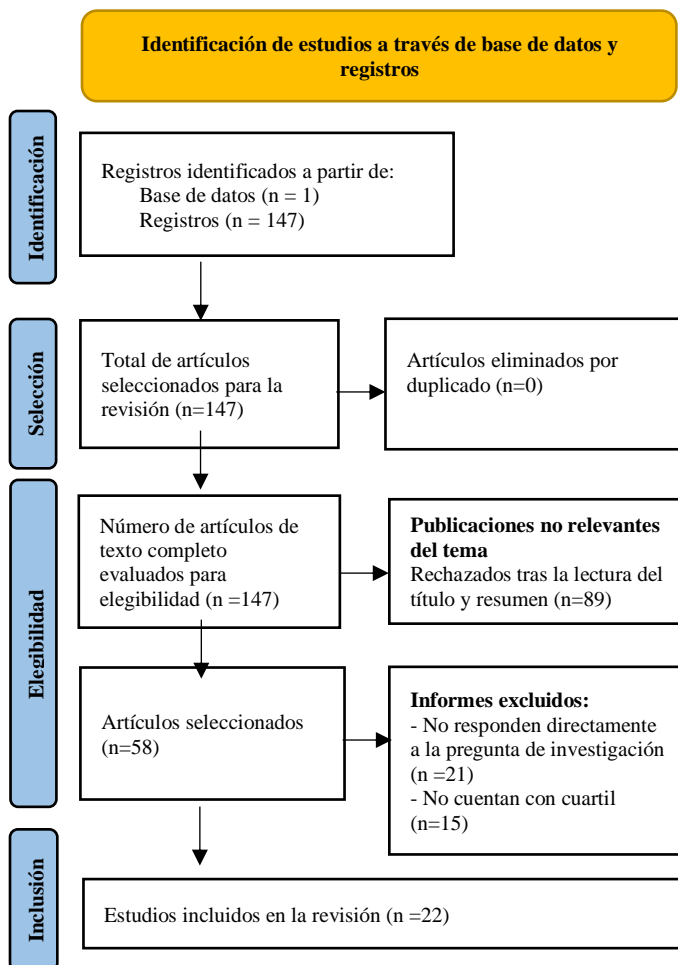 Identificación de estudios a través de base de datos y
registros
Identificación
Registros identificados a partir de:
Base de datos (n = 1)
Registros (n = 147)
Selección
Total de artículos
seleccionados para la
revisión (n=147)
Artículos eliminados por
duplicado (n=0)
Elegibilidad
Número de artículos de
texto completo
evaluados para
elegibilidad (n =147)
Publicaciones no relevantes
del tema
Rechazados tras la lectura del
título y resumen (n=89)
Artículos seleccionados
(n=58)
Informes excluidos:
- No responden directamente
a la pregunta de investigación
(n =21)
- No cuentan con cuartil
(n=15)
Inclusión
Estudios incluidos en la revisión (n =22)